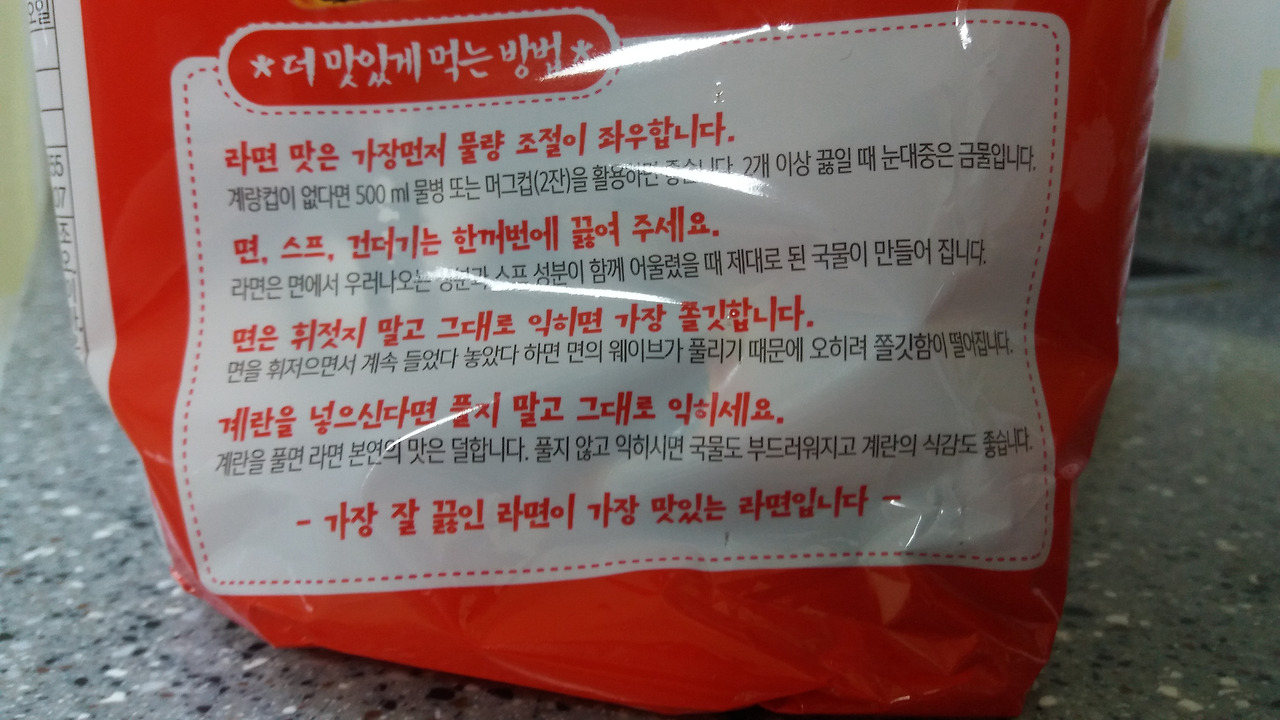 요일
★더 맛있게 먹는 방법★
라면 맛은 가장먼저 물량 조절이 좌우합니다.
계량컵이 없다면 500 ml 물병 또는 머그컵(2잔)을 활용하면 좋습니다. 2개 이상 끓일 때 눈대중은 금물입니다.
면, 스프, 건더기는 한꺼번에 끓여 주세요.
라면은 면에서 우러나오는 성분과 스프 성분이 함께 어울렸을 때 제대로 된 국물이 만들어 집니다.
면은 휘젓지 말고 그대로 익히면 가장 쫄깃합니다.
면을 휘저으면서 계속 들었다 놓았다 하면 면의 웨이브가 풀리기 때문에 오히려 쫄깃함이 떨어집니다.
계란을 넣으신다면 풀지 말고 그대로 익히세요.
계란을 풀면 라면 본연의 맛은 덜합니다. 풀지 않고 익히시면 국물도 부드러워지고 계란의 식감도 좋습니다.
- 가장 잘 끓인 라면이 가장 맛있는 라면입니다 -